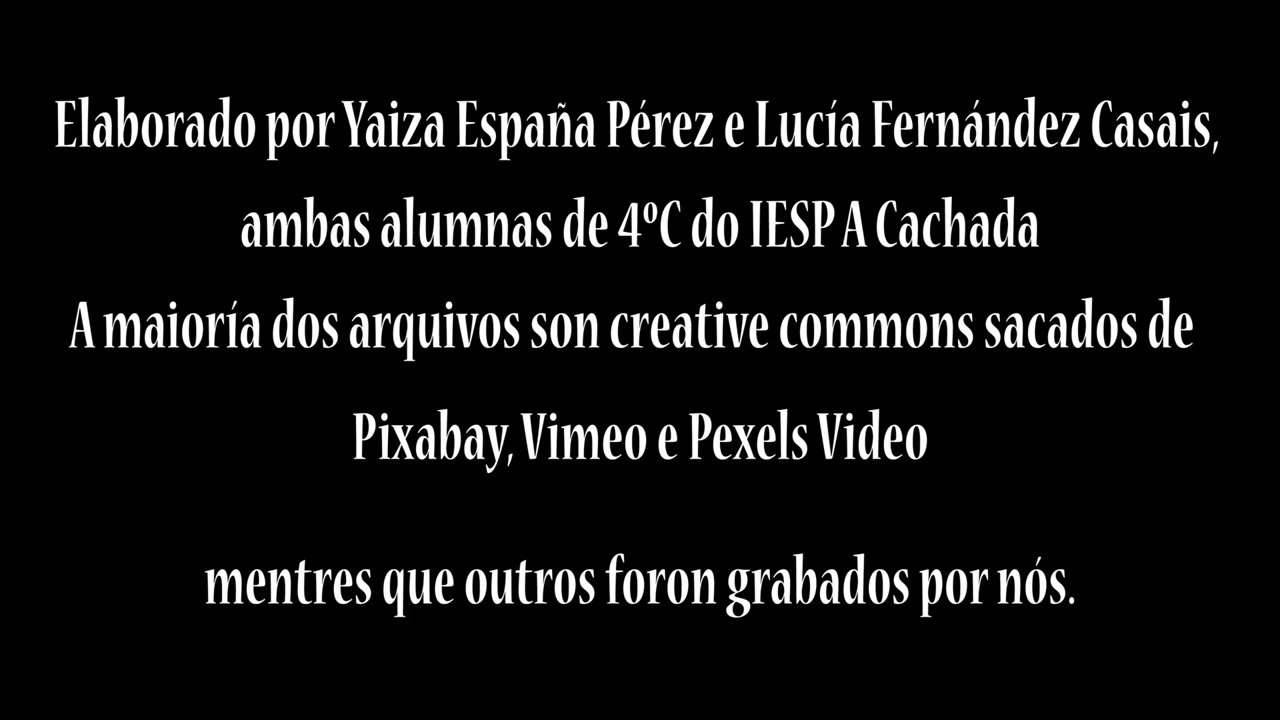 Elaborado por Yaiza España Pérez e Lucía Fernández Casais,
ambas alumnas de 4ºC do IESP A Cachada
A maioría dos arquivos son creative commons sacados de
Pixabay, Vimeo e Pexels Video
mentres que outros foron grabados por nós.